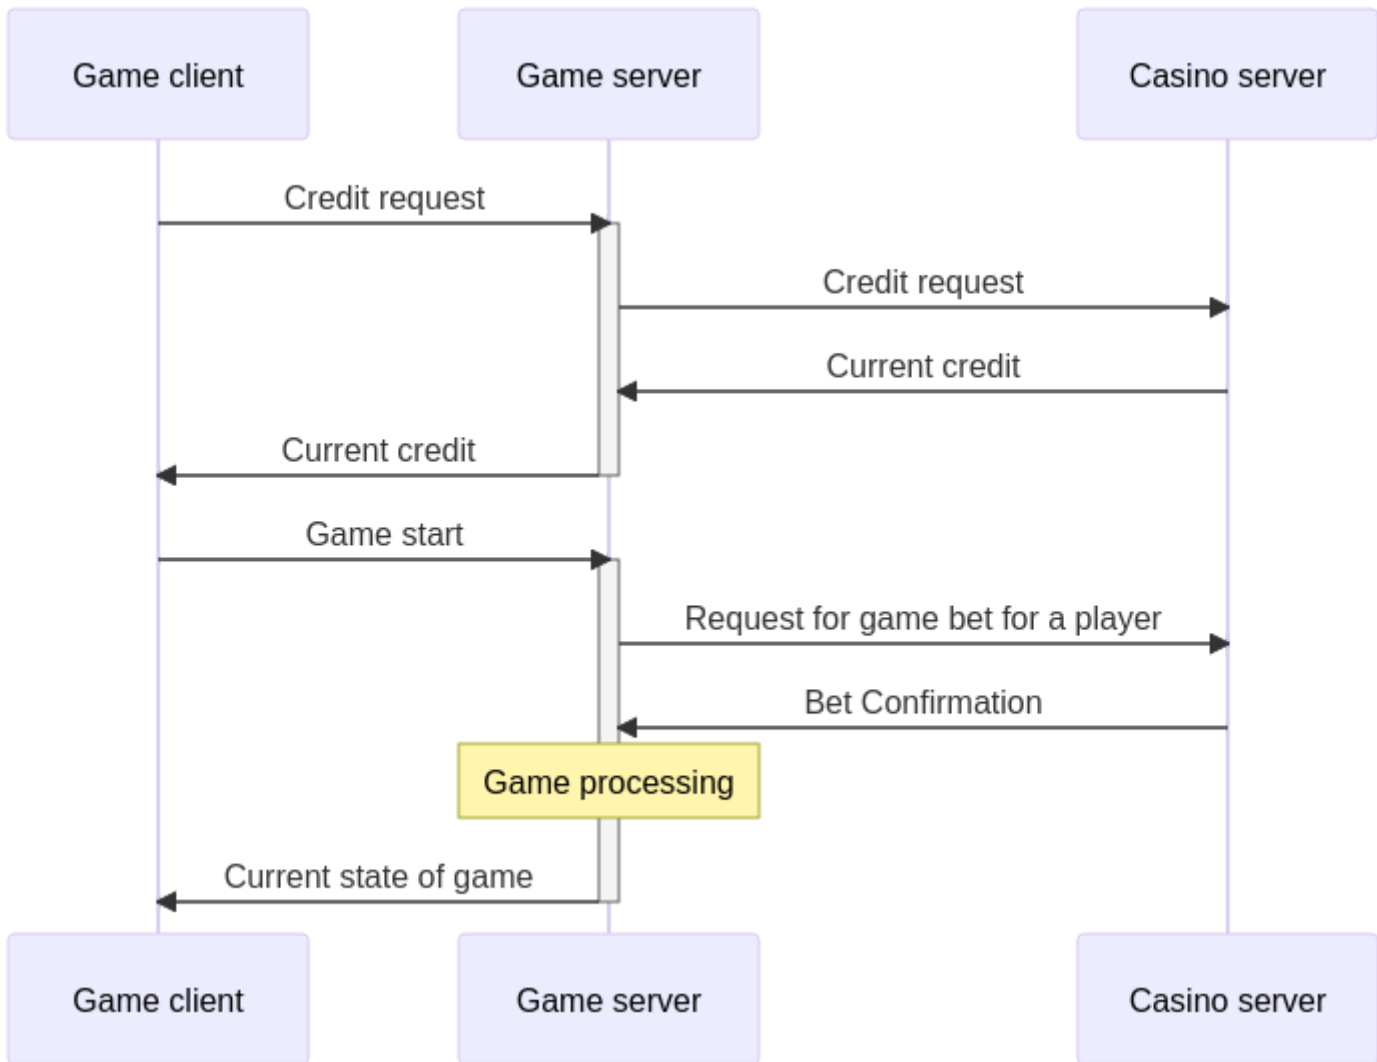 Game client
Game server
Casino server
Credit request
Credit request
Current credit
Current credit
Game start
Request for game bet for a player
Bet Confirmation
Game processing
Current state of game
Game client
Game server
Casino server